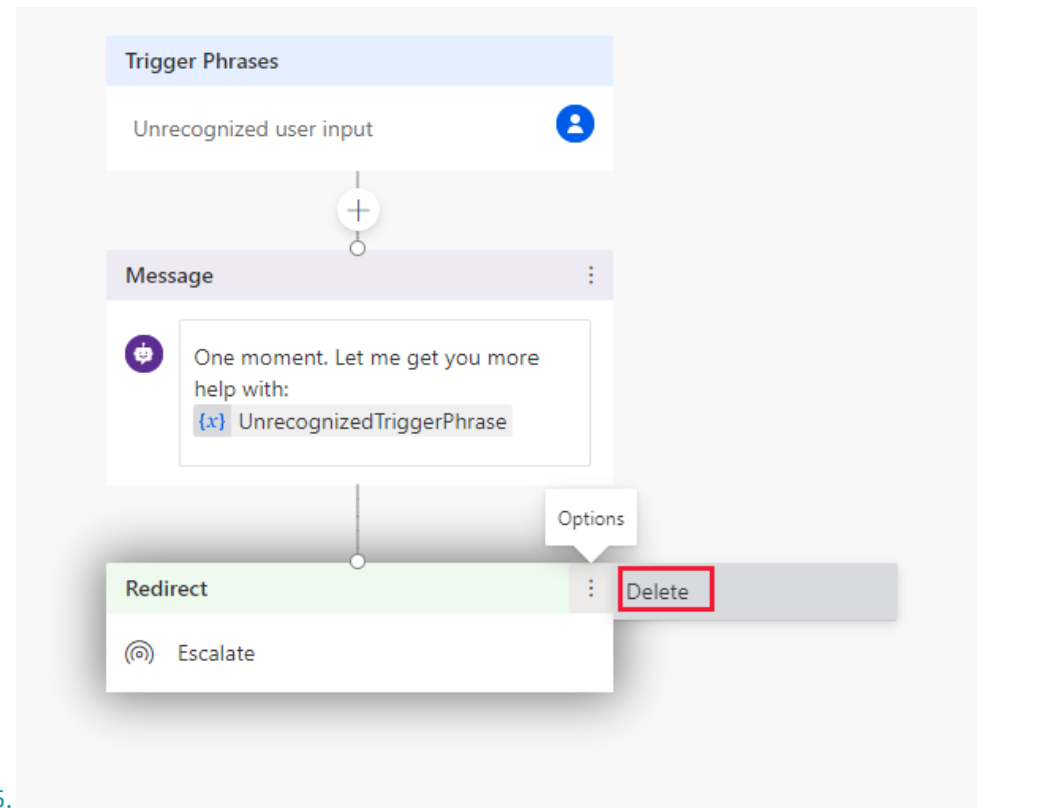 Trigger Phrases
Unrecognized user input
Message
One moment. Let me get you more
help with:
{x} UnrecognizedTriggerPhrase
Options
Redirect
Delete
Escalate